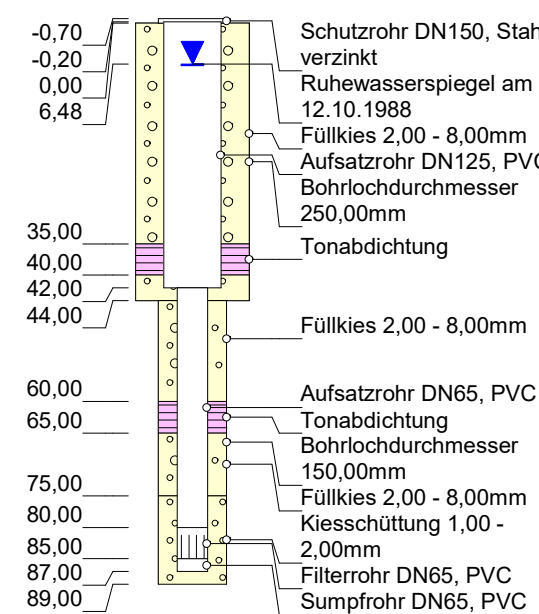 -0,70
-0,20
0,00
6,48
35,00
40,00
42,00
44,00
60,00
65,00
75,00
80,00
85,00
87,00
89,00
Schutzrohr DN150, Stah
verzinkt
Ruhewasserspiegel am
12.10.1988
Füllkies 2,00 - 8,00mm
Aufsatzrohr DN125, PVC
Bohrlochdurchmesser
250,00mm
Tonabdichtung
Füllkies 2,00 - 8,00mm
Aufsatzrohr DN65, PVC
Tonabdichtung
Bohrlochdurchmesser
150,00mm
Füllkies 2,00 - 8,00mm
Kiesschüttung 1,00 -
2,00mm
Filterrohr DN65, PVC
Sumpfrohr DN65, PVC